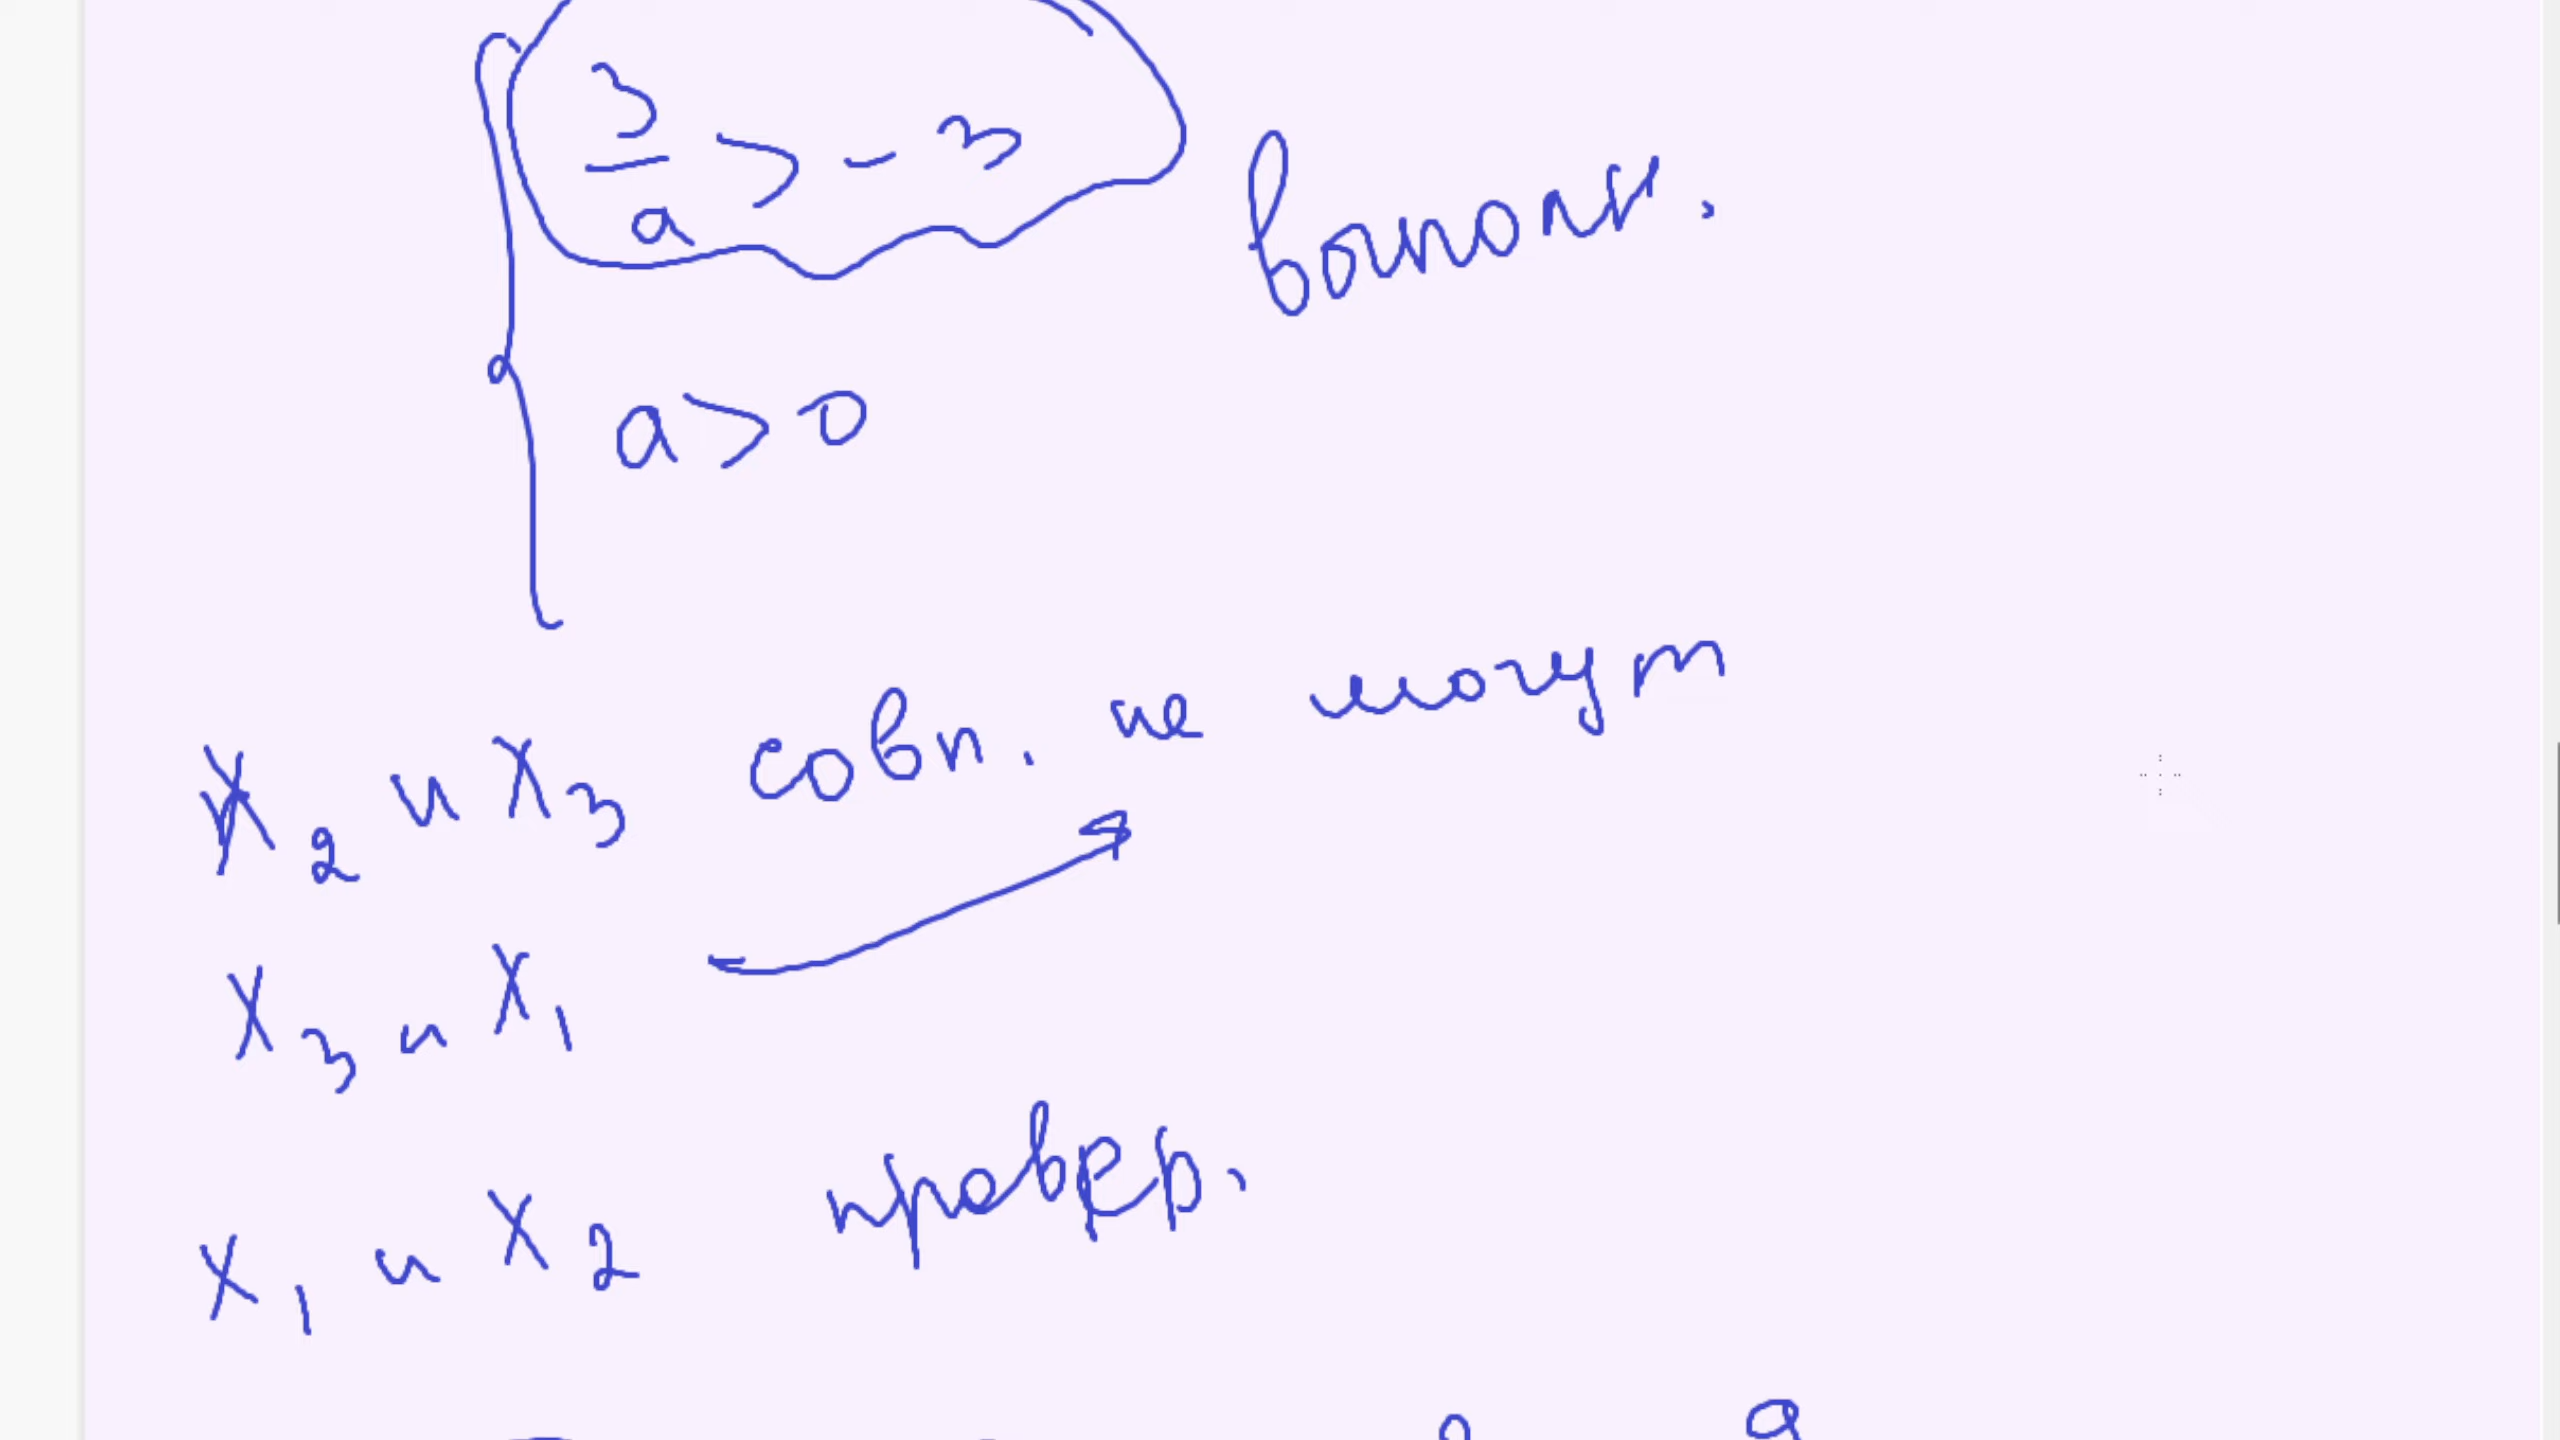 3/a > -3 выполн.
a > 0
x₂ и x₃ совп. не могут
x₃ и x₁
x₁ и x₂ провер.